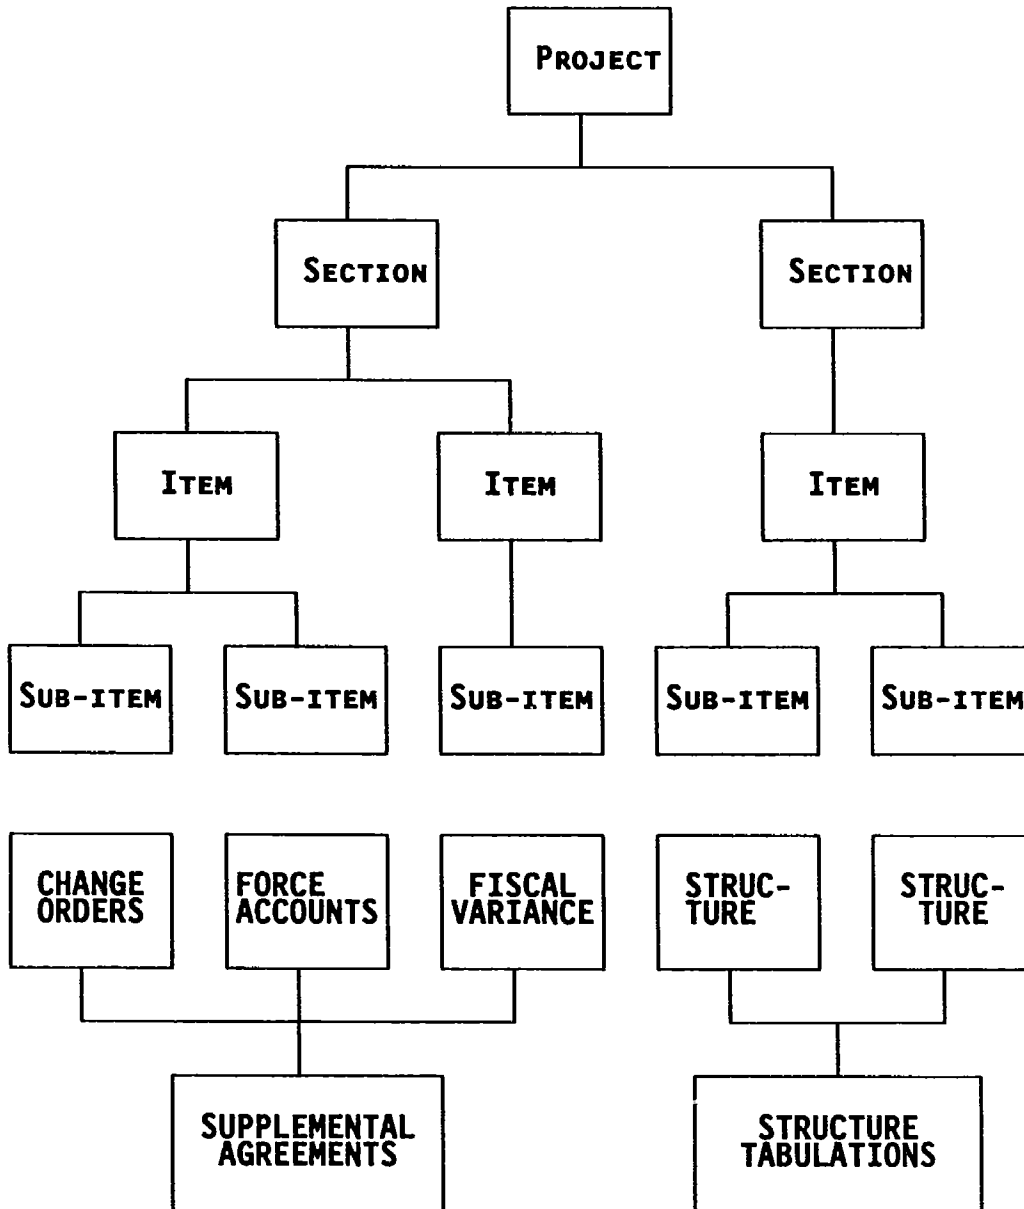 PROJECT
SECTION
SECTION
ITEM
ITEM
ITEM
SUB-ITEM
SUB-ITEM
SUB-ITEM
SUB-ITEM
SUB-ITEM
CHANGE
ORDERS
FORCE
ACCOUNTS
FISCAL
VARIANCE
STRUC-
TURE
STRUC-
TURE
SUPPLEMENTAL
AGREEMENTS
STRUCTURE
TABULATIONS